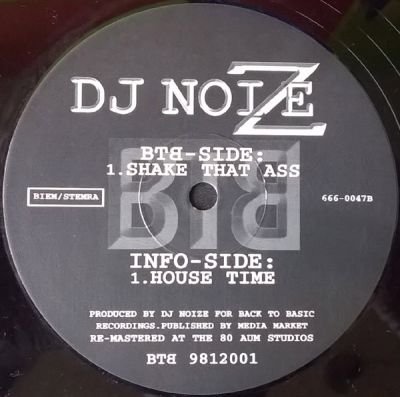 DJ NOIZE
BTB-SIDE:
1.SHAKE THAT ASS
BTB
BIEM/STEMRA
666-0047B
INFO-SIDE:
1.HOUSE TIME
PRODUCED BY DJ NOIZE FOR BACK TO BASIC
RECORDINGS.PUBLISHED BY MEDIA MARKET
RE-MASTERED AT THE 80 AUM STUDIOS
BTB 9812001